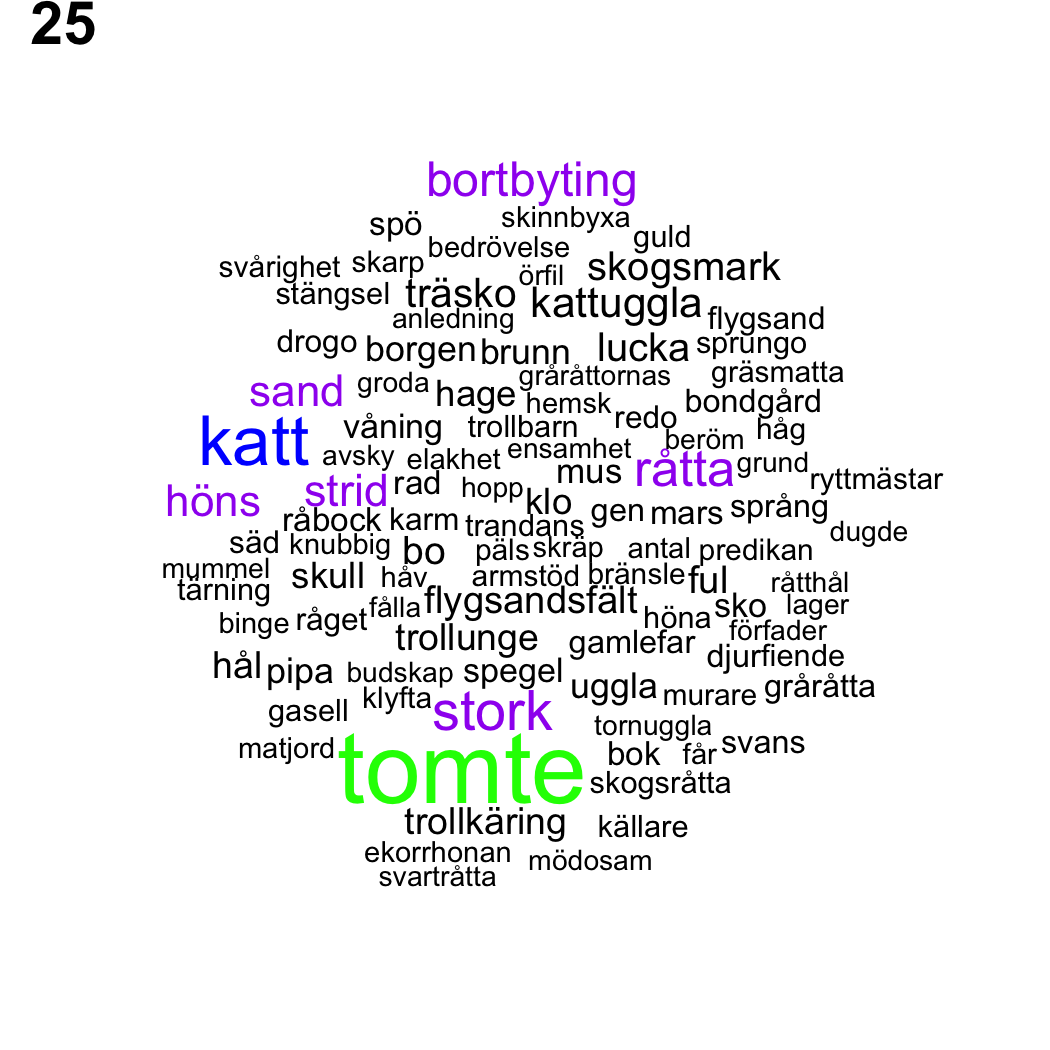 25
bortbyting
spö skinnbyxa
bedrövelse guld
svårighet skarp örfil skogsmark
stängsel träsko kattuggla
anledning flygsand
drogo borgen brunn lucka sprungo
sand groda hage gråråttornas gräsmatta
hemsk redo bondgård
katt våning trollbarn beröm håg
avsky elakhet ensamhet mus råtta grund
höns strid rad hopp klo ryttmästar
råbock karm trandans gen mars språng
säd knubbig bo päls skräp antal predikan dugde
mummel skull håv armstöd bränsle ful råtthål
tärning
binge råget fålla flygsandsfält höna sko lager
trollunge gamlefar förfader
hål pipa budskap spegel djurfiende
gasell klyfta stork uggla murare gråråtta
tornuggla
matjord tomte bok får svans
skogsråtta
trollkäring källare
ekorrhonan mödosam
svartråtta